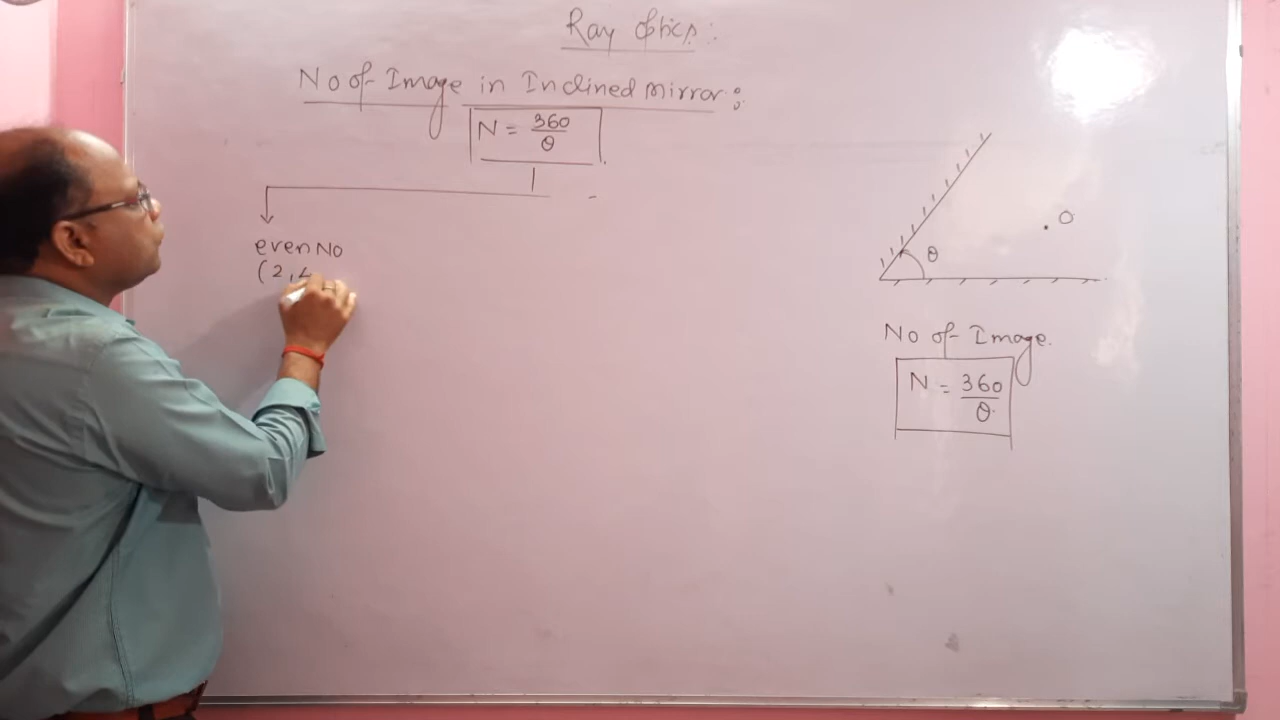 Ray Optics:
No of Image in Inclined mirror:
N = 360/θ
even No
(2, 4
O
θ
No of Image.
N = 360/θ